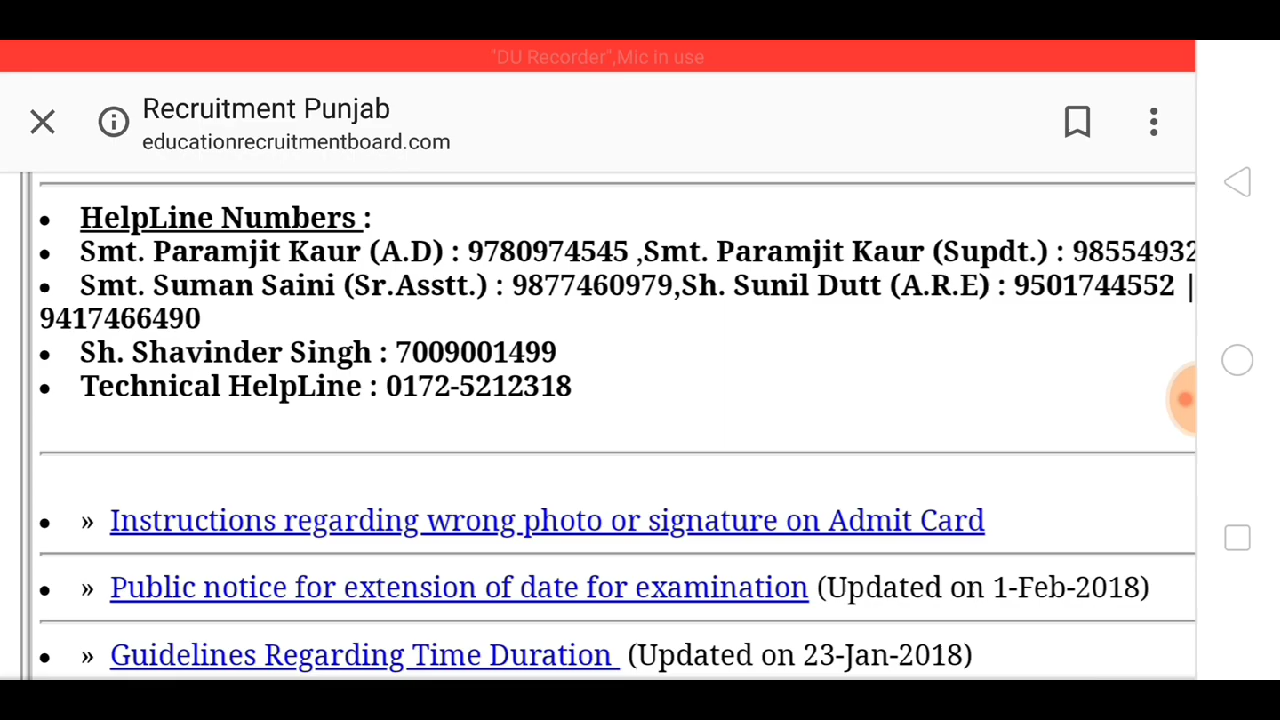 "DU Recorder",Mic in use
Recruitment Punjab
educationrecruitmentboard.com
HelpLine Numbers :
Smt. Paramjit Kaur (A.D) : 9780974545 ,Smt. Paramjit Kaur (Supdt.) : 98554932
Smt. Suman Saini (Sr.Asstt.) : 9877460979,Sh. Sunil Dutt (A.R.E) : 9501744552 |
9417466490
Sh. Shavinder Singh : 7009001499
Technical HelpLine : 0172-5212318
» Instructions regarding wrong photo or signature on Admit Card
» Public notice for extension of date for examination (Updated on 1-Feb-2018)
» Guidelines Regarding Time Duration (Updated on 23-Jan-2018)